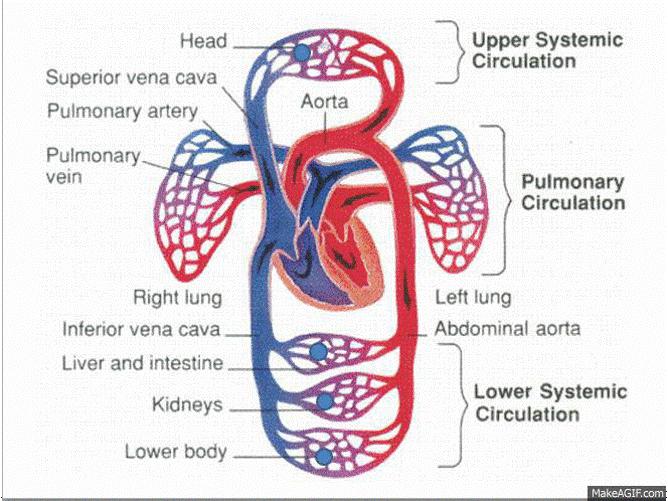 Head
Upper Systemic
Circulation
Superior vena cava
Pulmonary artery
Aorta
Pulmonary
vein
Pulmonary
Circulation
Right lung
Left lung
Inferior vena cava
Abdominal aorta
Liver and intestine
Kidneys
Lower Systemic
Circulation
Lower body
MakeAGIF.com